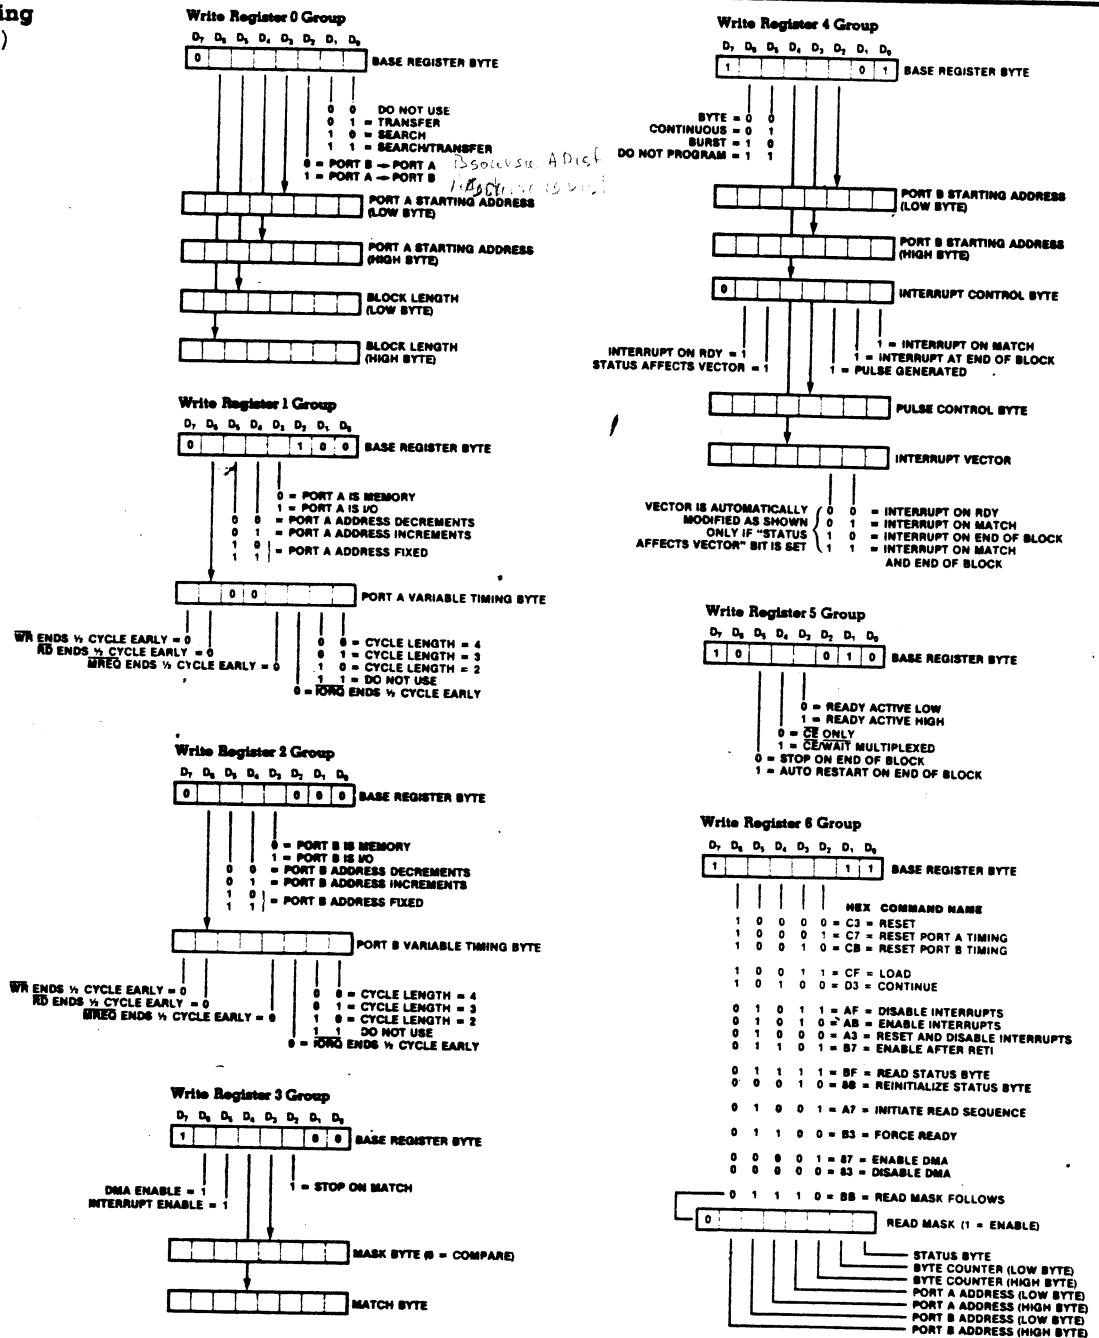 ing
)
Write Register 0 Group
D7 D6 D5 D4 D3 D2 D1 D0
0
BASE REGISTER BYTE
0 0 DO NOT USE
0 1 = TRANSFER
1 0 = SEARCH
1 1 = SEARCH/TRANSFER
0 = PORT B → PORT A
1 = PORT A → PORT B
PORT A STARTING ADDRESS
(LOW BYTE)
PORT A STARTING ADDRESS
(HIGH BYTE)
BLOCK LENGTH
(LOW BYTE)
BLOCK LENGTH
(HIGH BYTE)
Write Register 1 Group
D7 D6 D5 D4 D3 D2 D1 D0
0 1 0 0 BASE REGISTER BYTE
0 = PORT A IS MEMORY
1 = PORT A IS I/O
0 0 = PORT A ADDRESS DECREMENTS
0 1 = PORT A ADDRESS INCREMENTS
1 0
1 1 } = PORT A ADDRESS FIXED
0 0 PORT A VARIABLE TIMING BYTE
WR ENDS ½ CYCLE EARLY = 0
RD ENDS ½ CYCLE EARLY = 0
MREQ ENDS ½ CYCLE EARLY = 0
0 0 = CYCLE LENGTH = 4
0 1 = CYCLE LENGTH = 3
1 0 = CYCLE LENGTH = 2
1 1 = DO NOT USE
0 = IORQ ENDS ½ CYCLE EARLY
Write Register 2 Group
D7 D6 D5 D4 D3 D2 D1 D0
0 0 0 0 BASE REGISTER BYTE
0 = PORT B IS MEMORY
1 = PORT B IS I/O
0 0 = PORT B ADDRESS DECREMENTS
0 1 = PORT B ADDRESS INCREMENTS
1 0
1 1 } = PORT B ADDRESS FIXED
PORT B VARIABLE TIMING BYTE
WR ENDS ½ CYCLE EARLY = 0
RD ENDS ½ CYCLE EARLY = 0
MREQ ENDS ½ CYCLE EARLY = 0
0 0 = CYCLE LENGTH = 4
0 1 = CYCLE LENGTH = 3
1 0 = CYCLE LENGTH = 2
1 1 DO NOT USE
0 = IORQ ENDS ½ CYCLE EARLY
Write Register 3 Group
D7 D6 D5 D4 D3 D2 D1 D0
1 0 0 BASE REGISTER BYTE
DMA ENABLE = 1
INTERRUPT ENABLE = 1
1 = STOP ON MATCH
MASK BYTE (0 = COMPARE)
MATCH BYTE
Write Register 4 Group
D7 D6 D5 D4 D3 D2 D1 D0
1 0 1 BASE REGISTER BYTE
BYTE = 0 0
CONTINUOUS = 0 1
BURST = 1 0
DO NOT PROGRAM = 1 1
PORT B STARTING ADDRESS
(LOW BYTE)
PORT B STARTING ADDRESS
(HIGH BYTE)
0 INTERRUPT CONTROL BYTE
INTERRUPT ON RDY = 1
STATUS AFFECTS VECTOR = 1
1 = INTERRUPT ON MATCH
1 = INTERRUPT AT END OF BLOCK
1 = PULSE GENERATED
PULSE CONTROL BYTE
INTERRUPT VECTOR
VECTOR IS AUTOMATICALLY
MODIFIED AS SHOWN
ONLY IF "STATUS
AFFECTS VECTOR" BIT IS SET
0 0 = INTERRUPT ON RDY
0 1 = INTERRUPT ON MATCH
1 0 = INTERRUPT ON END OF BLOCK
1 1 = INTERRUPT ON MATCH
AND END OF BLOCK
Write Register 5 Group
D7 D6 D5 D4 D3 D2 D1 D0
1 0 0 1 0 BASE REGISTER BYTE
0 = READY ACTIVE LOW
1 = READY ACTIVE HIGH
0 = CE ONLY
1 = CE/WAIT MULTIPLEXED
0 = STOP ON END OF BLOCK
1 = AUTO RESTART ON END OF BLOCK
Write Register 6 Group
D7 D6 D5 D4 D3 D2 D1 D0
1 1 1 BASE REGISTER BYTE
HEX COMMAND NAME
1 0 0 0 0 = C3 = RESET
1 0 0 0 1 = C7 = RESET PORT A TIMING
1 0 0 1 0 = CB = RESET PORT B TIMING
1 0 0 1 1 = CF = LOAD
1 0 1 0 0 = D3 = CONTINUE
0 1 0 1 1 = AF = DISABLE INTERRUPTS
0 1 0 1 0 = AB = ENABLE INTERRUPTS
0 1 0 0 0 = A3 = RESET AND DISABLE INTERRUPTS
0 1 1 0 1 = B7 = ENABLE AFTER RETI
0 1 1 1 1 = BF = READ STATUS BYTE
0 0 0 1 0 = 8B = REINITIALIZE STATUS BYTE
0 1 0 0 1 = A7 = INITIATE READ SEQUENCE
0 1 1 0 0 = B3 = FORCE READY
0 0 0 0 1 = 87 = ENABLE DMA
0 0 0 0 0 = 83 = DISABLE DMA
0 1 1 1 0 = BB = READ MASK FOLLOWS
0 READ MASK (1 = ENABLE)
STATUS BYTE
BYTE COUNTER (LOW BYTE)
BYTE COUNTER (HIGH BYTE)
PORT A ADDRESS (LOW BYTE)
PORT A ADDRESS (HIGH BYTE)
PORT B ADDRESS (LOW BYTE)
PORT B ADDRESS (HIGH BYTE)